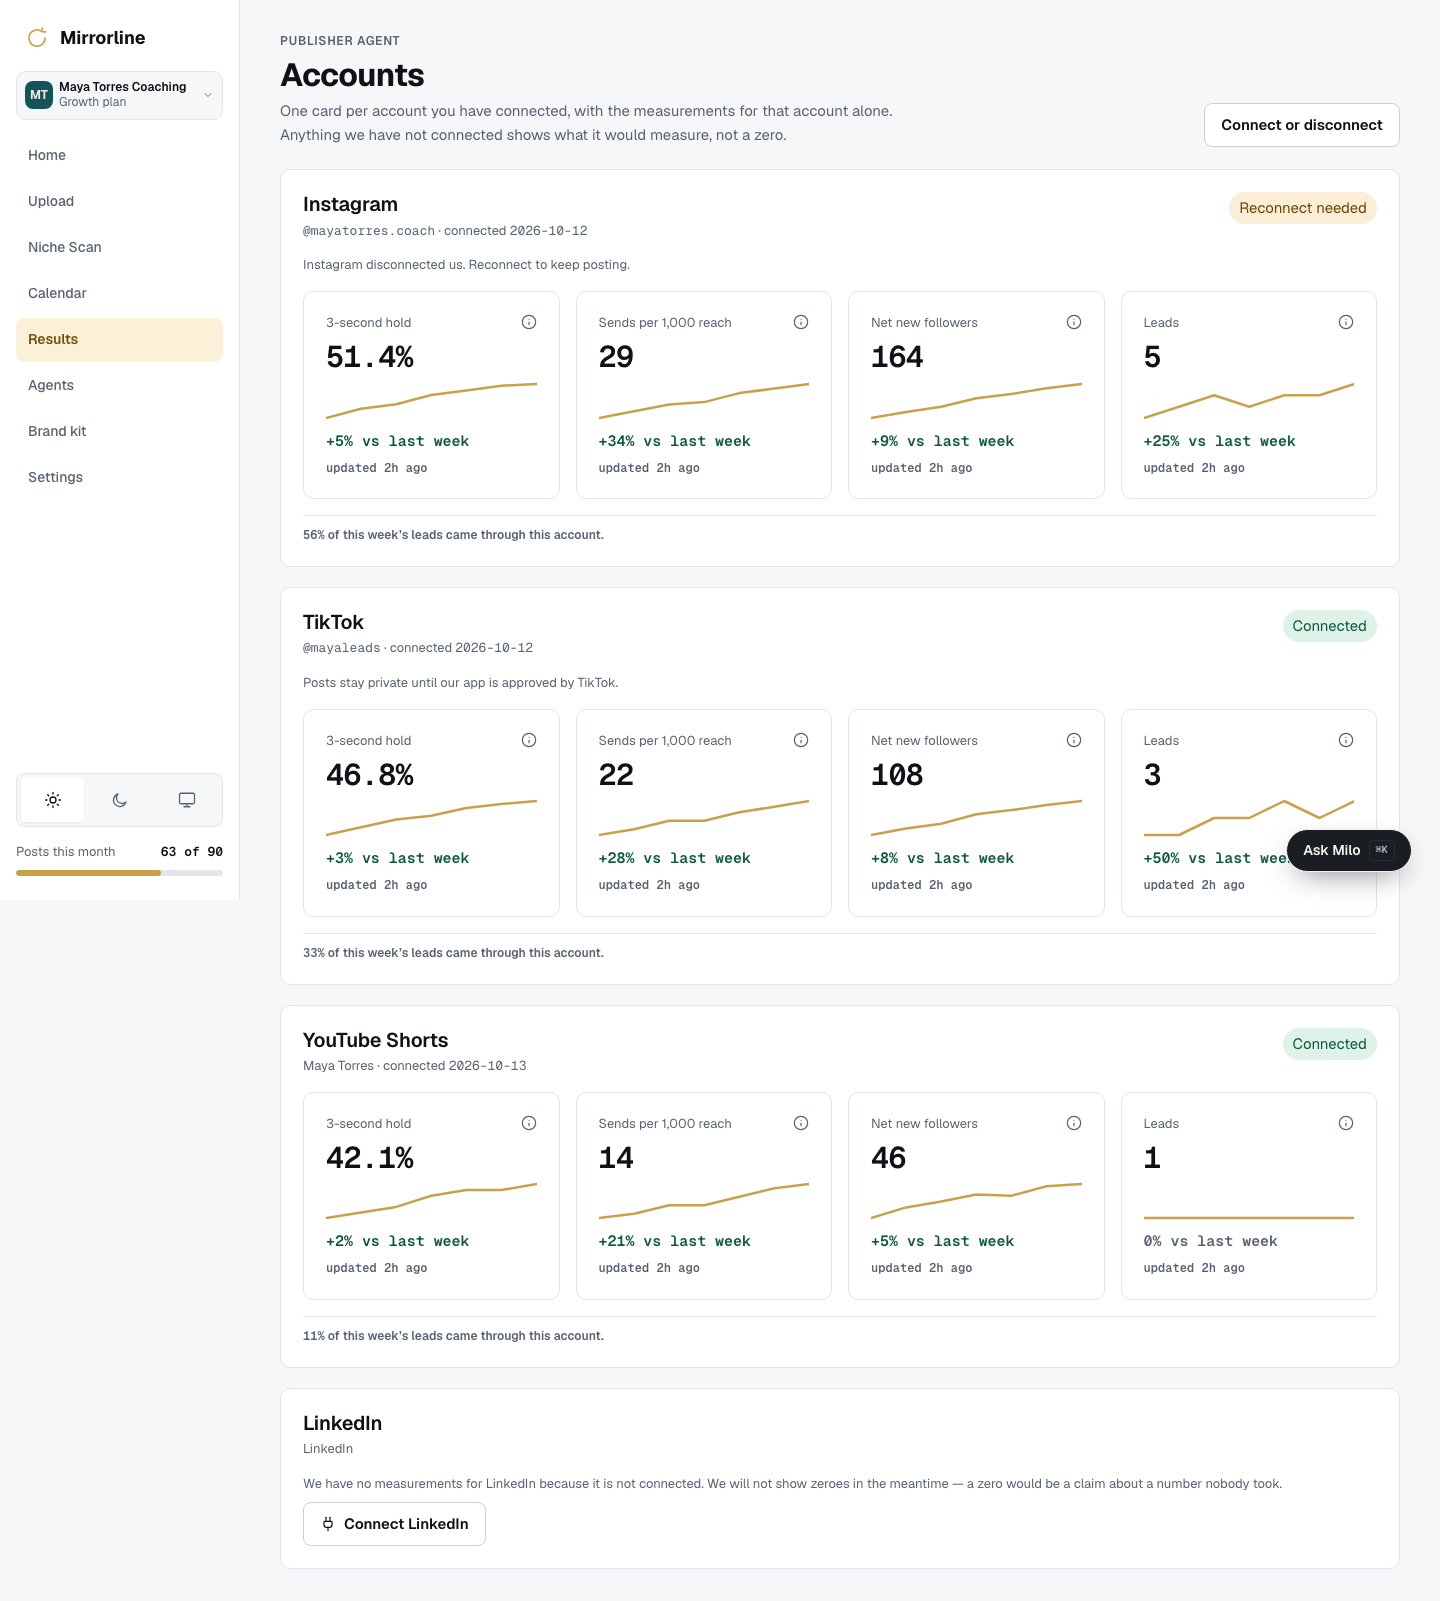 Mirrorline
MT
Maya Torres Coaching
Growth plan
Home
Upload
Niche Scan
Calendar
Results
Agents
Brand kit
Settings
Posts this month
63 of 90
PUBLISHER AGENT
Accounts
One card per account you have connected, with the measurements for that account alone.
Anything we have not connected shows what it would measure, not a zero.
Connect or disconnect
Instagram
Reconnect needed
@mayatorres.coach · connected 2026-10-12
Instagram disconnected us. Reconnect to keep posting.
3-second hold
51.4%
+5% vs last week
updated 2h ago
Sends per 1,000 reach
29
+34% vs last week
updated 2h ago
Net new followers
164
+9% vs last week
updated 2h ago
Leads
5
+25% vs last week
updated 2h ago
56% of this week's leads came through this account.
TikTok
Connected
@mayaleads · connected 2026-10-12
Posts stay private until our app is approved by TikTok.
3-second hold
46.8%
+3% vs last week
updated 2h ago
Sends per 1,000 reach
22
+28% vs last week
updated 2h ago
Net new followers
108
+8% vs last week
updated 2h ago
Leads
3
+50% vs last
updated 2h ago
Ask Milo ⌘K
33% of this week's leads came through this account.
YouTube Shorts
Connected
Maya Torres · connected 2026-10-13
3-second hold
42.1%
+2% vs last week
updated 2h ago
Sends per 1,000 reach
14
+21% vs last week
updated 2h ago
Net new followers
46
+5% vs last week
updated 2h ago
Leads
1
0% vs last week
updated 2h ago
11% of this week's leads came through this account.
LinkedIn
LinkedIn
We have no measurements for LinkedIn because it is not connected. We will not show zeroes in the meantime — a zero would be a claim about a number nobody took.
Connect LinkedIn